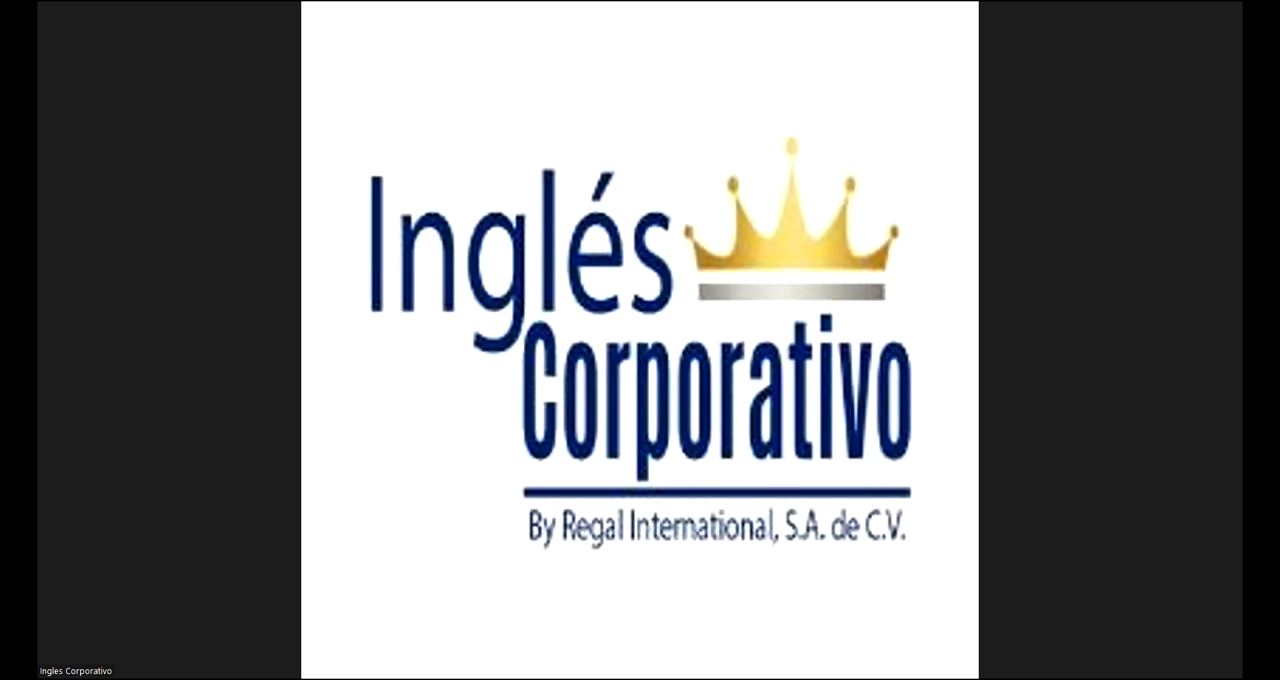 Inglés
Corporativo
By Regal International, S.A. de C.V.
Ingles Corporativo